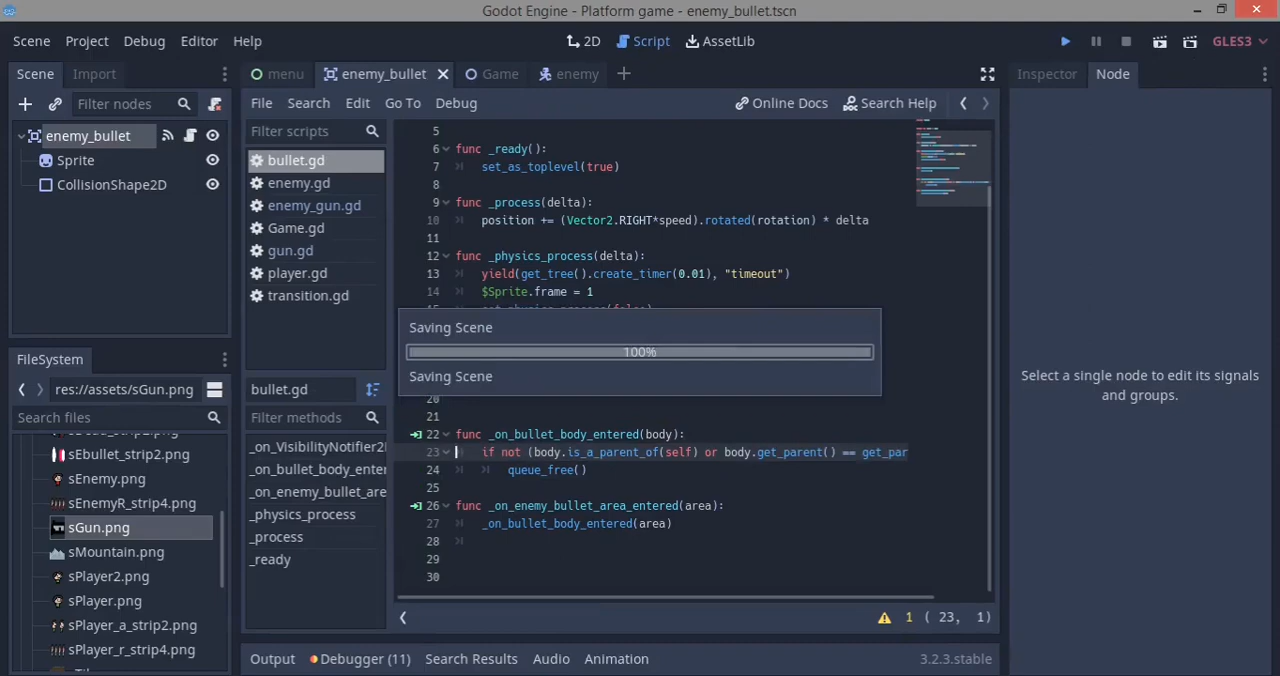 Godot Engine - Platform game - enemy_bullet.tscn
Scene Project Debug Editor Help
2D Script AssetLib
GLES3
Scene Import
menu enemy_bullet Game enemy
Inspector Node
Filter nodes
File Search Edit Go To Debug
Online Docs Search Help
enemy_bullet
Sprite
CollisionShape2D
Filter scripts
bullet.gd
enemy.gd
enemy_gun.gd
Game.gd
gun.gd
player.gd
transition.gd
5
6 func _ready():
7 set_as_toplevel(true)
8
9 func _process(delta):
10 position += (Vector2.RIGHT*speed).rotated(rotation) * delta
11
12 func _physics_process(delta):
13 yield(get_tree().create_timer(0.01), "timeout")
14 $Sprite.frame = 1
Saving Scene
100%
Saving Scene
20
21
22 func _on_bullet_body_entered(body):
23 if not (body.is_a_parent_of(self) or body.get_parent() == get_par
24 queue_free()
25
26 func _on_enemy_bullet_area_entered(area):
27 _on_bullet_body_entered(area)
28
29
30
Select a single node to edit its signals
and groups.
FileSystem
res://assets/sGun.png
Search files
sEbullet_strip2.png
sEnemy.png
sEnemyR_strip4.png
sGun.png
sMountain.png
sPlayer2.png
sPlayer.png
sPlayer_a_strip2.png
sPlayer_r_strip4.png
bullet.gd
Filter methods
_on_VisibilityNotifier2
_on_bullet_body_enter
_on_enemy_bullet_are
_physics_process
_process
_ready
1 ( 23, 1)
Output Debugger (11) Search Results Audio Animation
3.2.3.stable